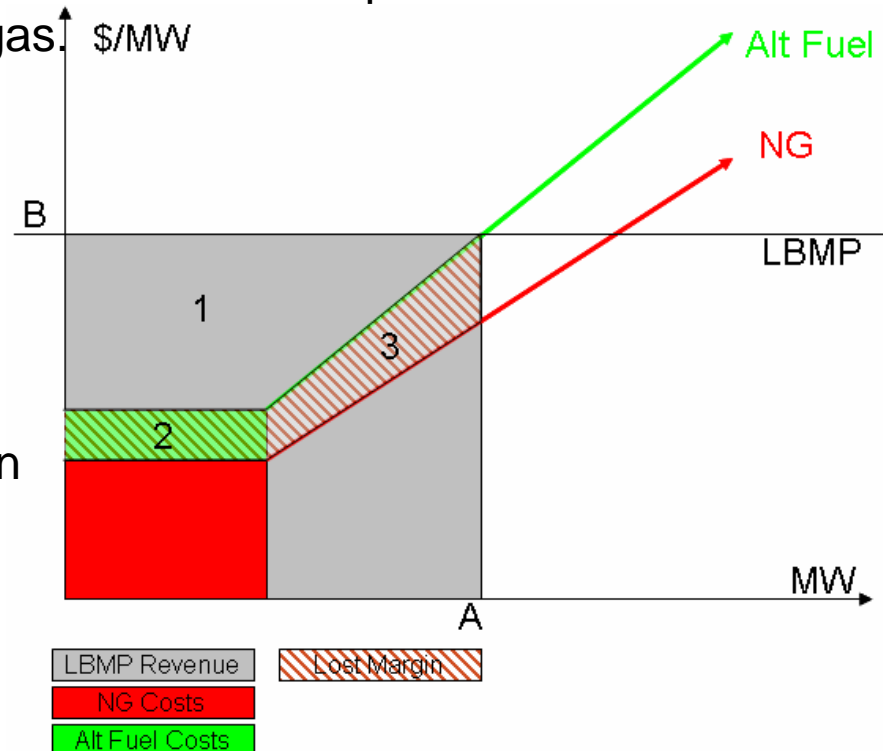 gas.
$/MW
Alt Fuel
NG
B
LBMP
1
3
2
n
MW
A
LBMP Revenue
Lost Margin
NG Costs
Alt Fuel Costs